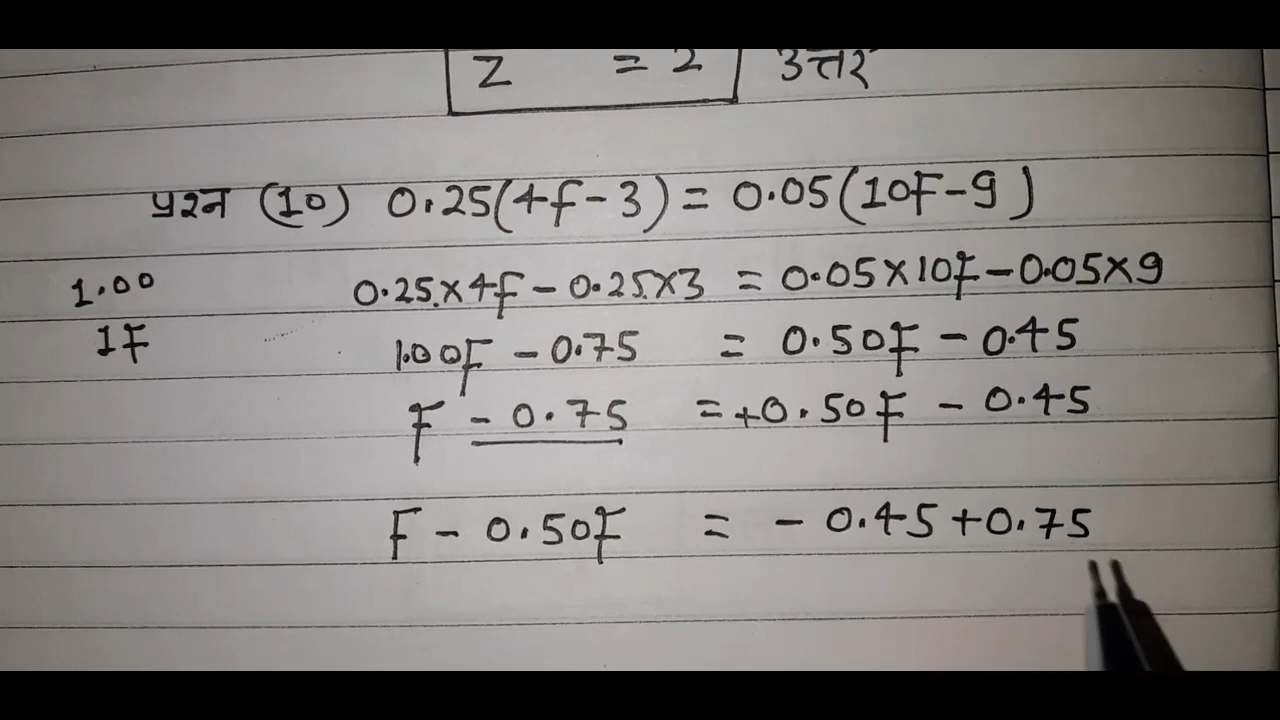 Z = 2 उत्तर
प्रश्न (10) 0.25(4F-3) = 0.05(10F-9)
1.00 0.25×4F - 0.25×3 = 0.05×10F - 0.05×9
1F 1.00F - 0.75 = 0.50F - 0.45
F - 0.75 = +0.50F - 0.45
F - 0.50F = - 0.45 + 0.75